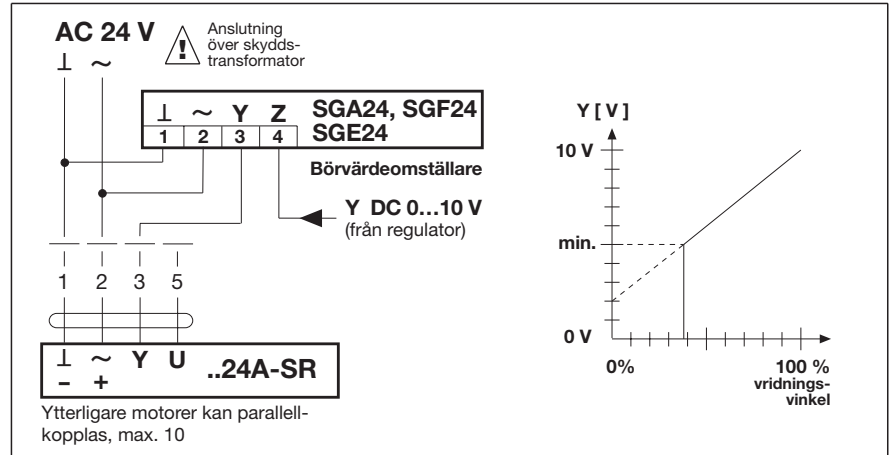 AC 24 V
Anslutning
över skydds-
transformator
⊥ ~
⊥ ~ Y Z
1 2 3 4
SGA24, SGF24
SGE24
Börvärdeomställare
Y DC 0...10 V
(från regulator)
1 2 3 5
⊥ ~ Y U
– +
..24A-SR
Ytterligare motorer kan parallell-
kopplas, max. 10
Y [ V ]
10 V
min.
0 V
0% 100 %
vridnings-
vinkel